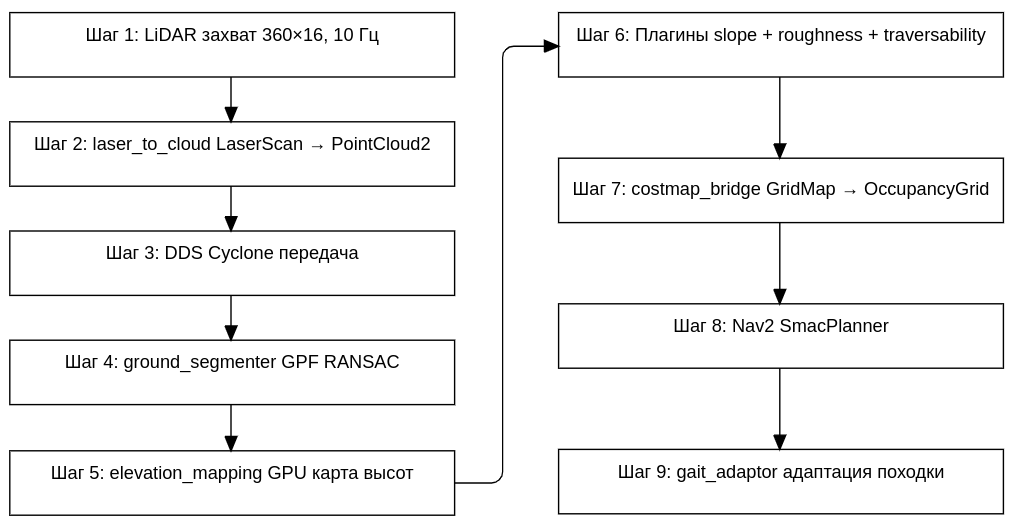 Шаг 1: LiDAR захват 360×16, 10 Гц
Шаг 2: laser_to_cloud LaserScan → PointCloud2
Шаг 3: DDS Cyclone передача
Шаг 4: ground_segmenter GPF RANSAC
Шаг 5: elevation_mapping GPU карта высот
Шаг 6: Плагины slope + roughness + traversability
Шаг 7: costmap_bridge GridMap → OccupancyGrid
Шаг 8: Nav2 SmacPlanner
Шаг 9: gait_adaptor адаптация походки